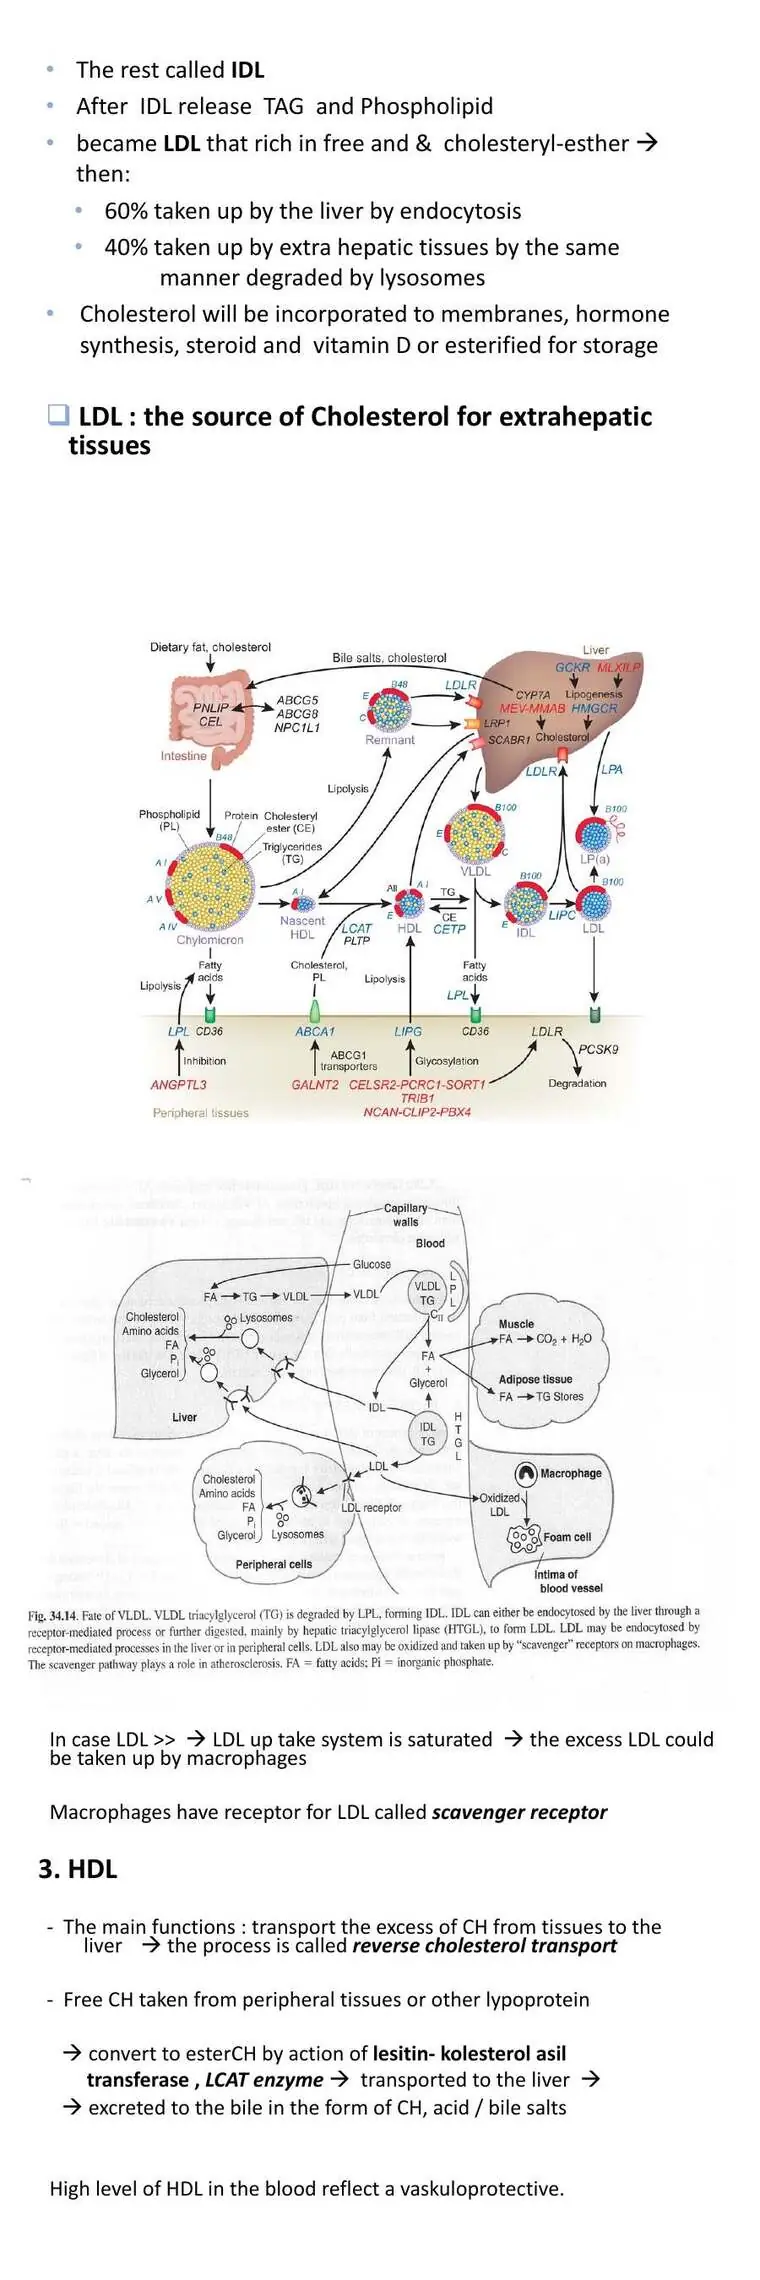 • The rest called IDL
• After IDL release TAG and Phospholipid
• became LDL that rich in free and & cholesteryl-esther →
then:
• 60% taken up by the liver by endocytosis
• 40% taken up by extra hepatic tissues by the same
manner degraded by lysosomes
• Cholesterol will be incorporated to membranes, hormone
synthesis, steroid and vitamin D or esterified for storage
❑ LDL : the source of Cholesterol for extrahepatic
tissues
Dietary fat, cholesterol
Bile salts, cholesterol
Liver
GCKR MLXILP
CYP7A Lipogenesis
MEV-MMAB HMGCR
LRP1
SCABR1 Cholesterol
LDLR
B48
E
C
Remnant
PNLIP
CEL
ABCG5
ABCG8
NPC1L1
Intestine
LDLR
LPA
Lipolysis
Phospholipid
(PL)
Protein
Cholesteryl
ester (CE)
Triglycerides
(TG)
B48
A I
A V
A IV
Chylomicron
A I
Nascent
HDL
LCAT
PLTP
AII
A I
E
HDL
TG
CE
CETP
B100
E
C
VLDL
B100
E
IDL
LIPC
B100
LDL
B100
LP(a)
Lipolysis
Fatty
acids
Cholesterol,
PL
Lipolysis
Fatty
acids
LPL
LPL CD36
ABCA1
LIPG
CD36
LDLR
PCSK9
Inhibition
ABCG1
transporters
Glycosylation
Degradation
ANGPTL3
GALNT2
CELSR2-PCRC1-SORT1
TRIB1
NCAN-CLIP2-PBX4
Peripheral tissues
Capillary
walls
Blood
Glucose
FA → TG → VLDL → VLDL
VLDL
TG
CII
L
P
L
Cholesterol
Amino acids
FA
Pi
Glycerol
Lysosomes
Liver
FA
+
Glycerol
Muscle
FA → CO2 + H2O
Adipose tissue
FA → TG Stores
IDL
IDL
TG
H
T
G
L
LDL
Cholesterol
Amino acids
FA
Pi
Glycerol
Lysosomes
Peripheral cells
LDL receptor
Macrophage
Oxidized
LDL
Foam cell
Intima of
blood vessel
Fig. 34.14. Fate of VLDL. VLDL triacylglycerol (TG) is degraded by LPL, forming IDL. IDL can either be endocytosed by the liver through a
receptor-mediated process or further digested, mainly by hepatic triacylglycerol lipase (HTGL), to form LDL. LDL may be endocytosed by
receptor-mediated processes in the liver or in peripheral cells. LDL also may be oxidized and taken up by “scavenger” receptors on macrophages.
The scavenger pathway plays a role in atherosclerosis. FA = fatty acids; Pi = inorganic phosphate.
In case LDL >> → LDL up take system is saturated → the excess LDL could
be taken up by macrophages
Macrophages have receptor for LDL called scavenger receptor
3. HDL
- The main functions : transport the excess of CH from tissues to the
liver → the process is called reverse cholesterol transport
- Free CH taken from peripheral tissues or other lypoprotein
→ convert to esterCH by action of lesitin- kolesterol asil
transferase , LCAT enzyme → transported to the liver →
→ excreted to the bile in the form of CH, acid / bile salts
High level of HDL in the blood reflect a vaskuloprotective.